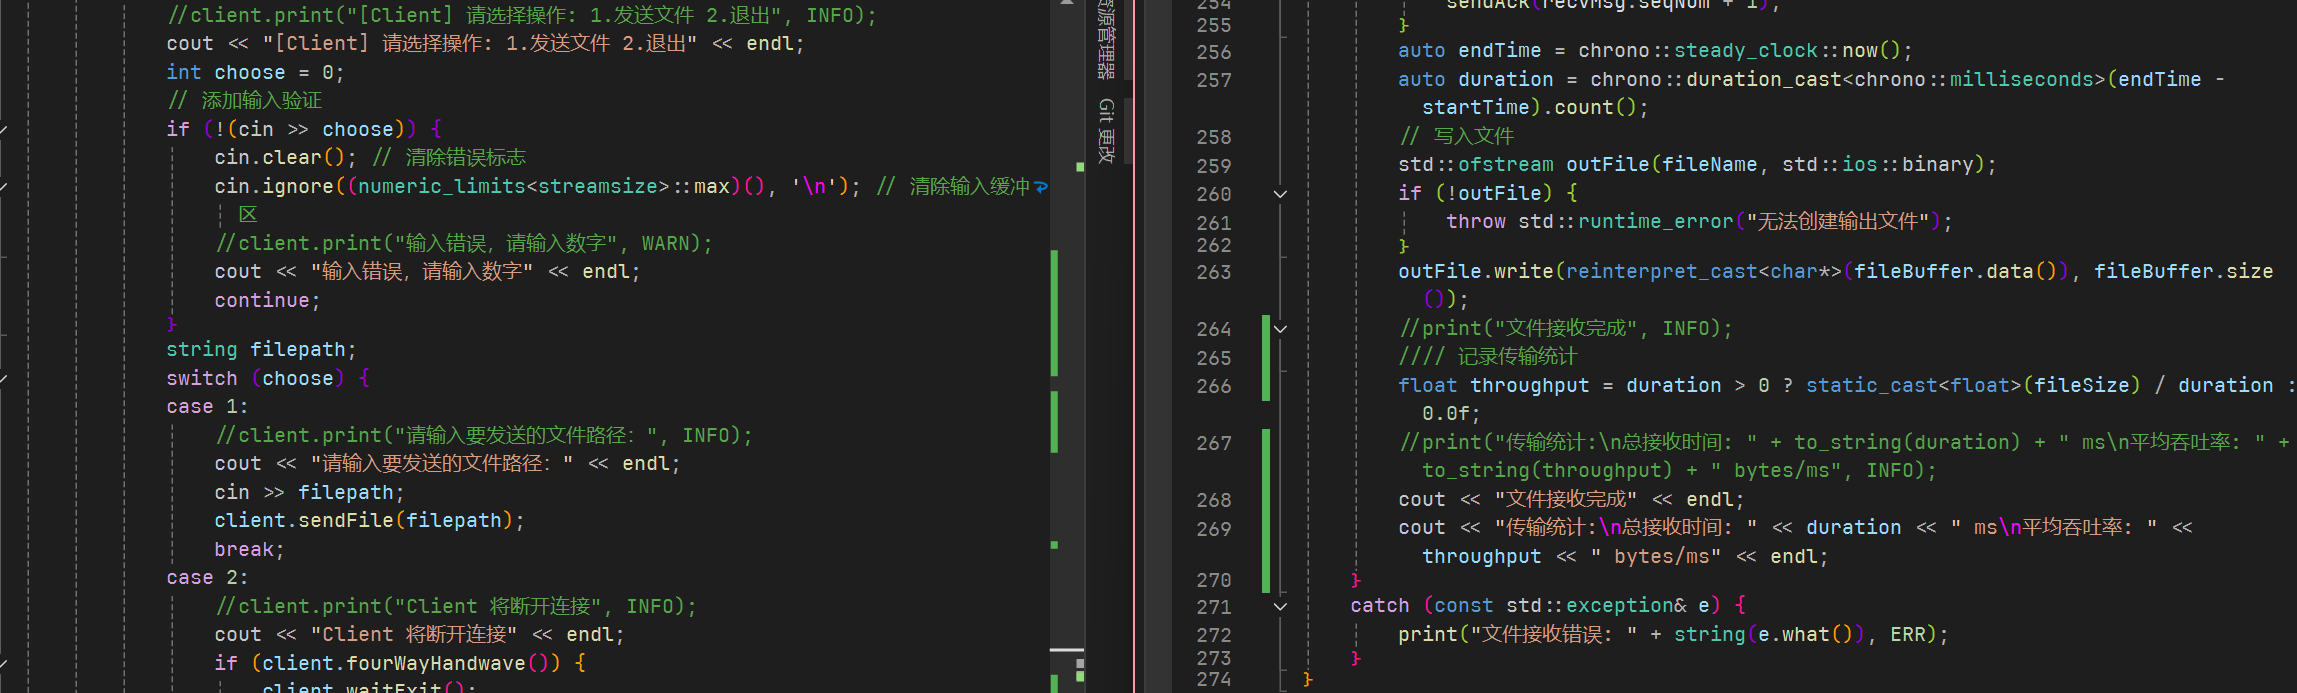 //client.print("[Client] 请选择操作: 1.发送文件 2.退出", INFO);
cout << "[Client] 请选择操作: 1.发送文件 2.退出" << endl;
int choose = 0;
// 添加输入验证
if (!(cin >> choose)) {
cin.clear(); // 清除错误标志
cin.ignore((numeric_limits<streamsize>::max)(), '\n'); // 清除输入缓冲
区
//client.print("输入错误，请输入数字", WARN);
cout << "输入错误，请输入数字" << endl;
continue;
}
string filepath;
switch (choose) {
case 1:
//client.print("请输入要发送的文件路径：", INFO);
cout << "请输入要发送的文件路径：" << endl;
cin >> filepath;
client.sendFile(filepath);
break;
case 2:
//client.print("Client 将断开连接", INFO);
cout << "Client 将断开连接" << endl;
if (client.fourWayHandwave()) {
client.waitExit();
资源管理器
Git 更改
254 sendAck(recvMsg.seqNum + 1);
255 }
256 auto endTime = chrono::steady_clock::now();
257 auto duration = chrono::duration_cast<chrono::milliseconds>(endTime -
startTime).count();
258 // 写入文件
259 std::ofstream outFile(fileName, std::ios::binary);
260 if (!outFile) {
261 throw std::runtime_error("无法创建输出文件");
262 }
263 outFile.write(reinterpret_cast<char*>(fileBuffer.data()), fileBuffer.size
());
264 //print("文件接收完成", INFO);
265 //// 记录传输统计
266 float throughput = duration > 0 ? static_cast<float>(fileSize) / duration :
0.0f;
267 //print("传输统计:\n总接收时间: " + to_string(duration) + " ms\n平均吞吐率: " +
to_string(throughput) + " bytes/ms", INFO);
268 cout << "文件接收完成" << endl;
269 cout << "传输统计:\n总接收时间: " << duration << " ms\n平均吞吐率: " <<
throughput << " bytes/ms" << endl;
270 }
271 catch (const std::exception& e) {
272 print("文件接收错误: " + string(e.what()), ERR);
273 }
274 }